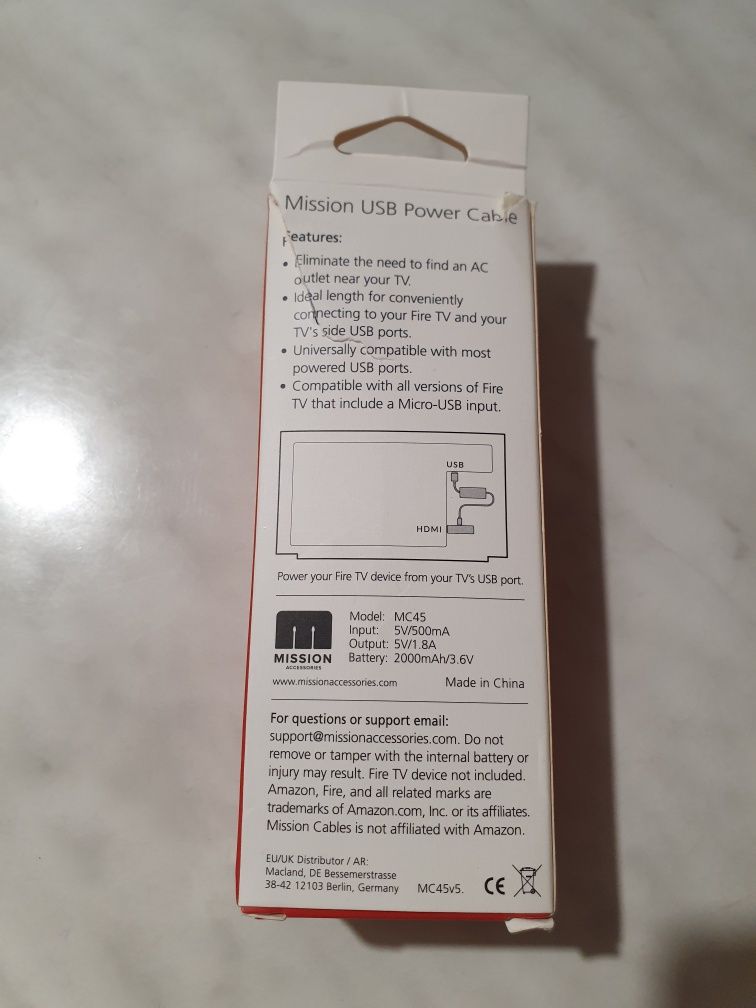 Mission USB Power Cable
Features:
• Eliminate the need to find an AC
outlet near your TV.
• Ideal length for conveniently
connecting to your Fire TV and your
TV's side USB ports.
• Universally compatible with most
powered USB ports.
• Compatible with all versions of Fire
TV that include a Micro-USB input.
USB
HDMI
Power your Fire TV device from your TV's USB port.
Model: MC45
Input: 5V/500mA
Output: 5V/1.8A
Battery: 2000mAh/3.6V
M
MISSION
ACCESSORIES
www.missionaccessories.com Made in China
For questions or support email:
support@missionaccessories.com. Do not
remove or tamper with the internal battery or
injury may result. Fire TV device not included.
Amazon, Fire, and all related marks are
trademarks of Amazon.com, Inc. or its affiliates.
Mission Cables is not affiliated with Amazon.
EU/UK Distributor / AR:
Macland, DE Bessemerstrasse
38-42 12103 Berlin, Germany MC45v5. CE